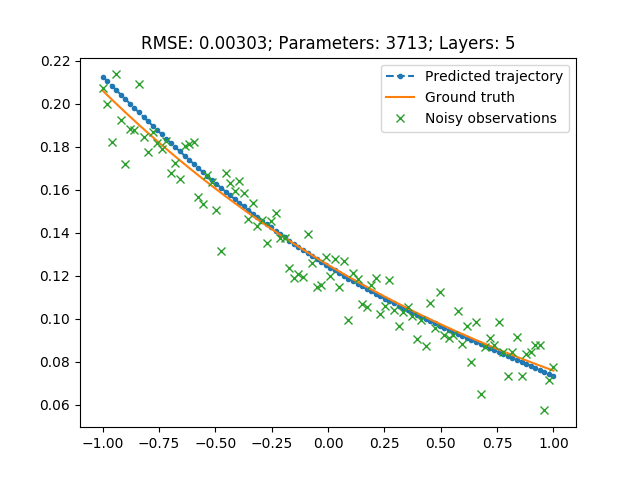 RMSE: 0.00303; Parameters: 3713; Layers: 5
Predicted trajectory
Ground truth
Noisy observations
0.22
0.20
0.18
0.16
0.14
0.12
0.10
0.08
0.06
−1.00 −0.75 −0.50 −0.25 0.00 0.25 0.50 0.75 1.00